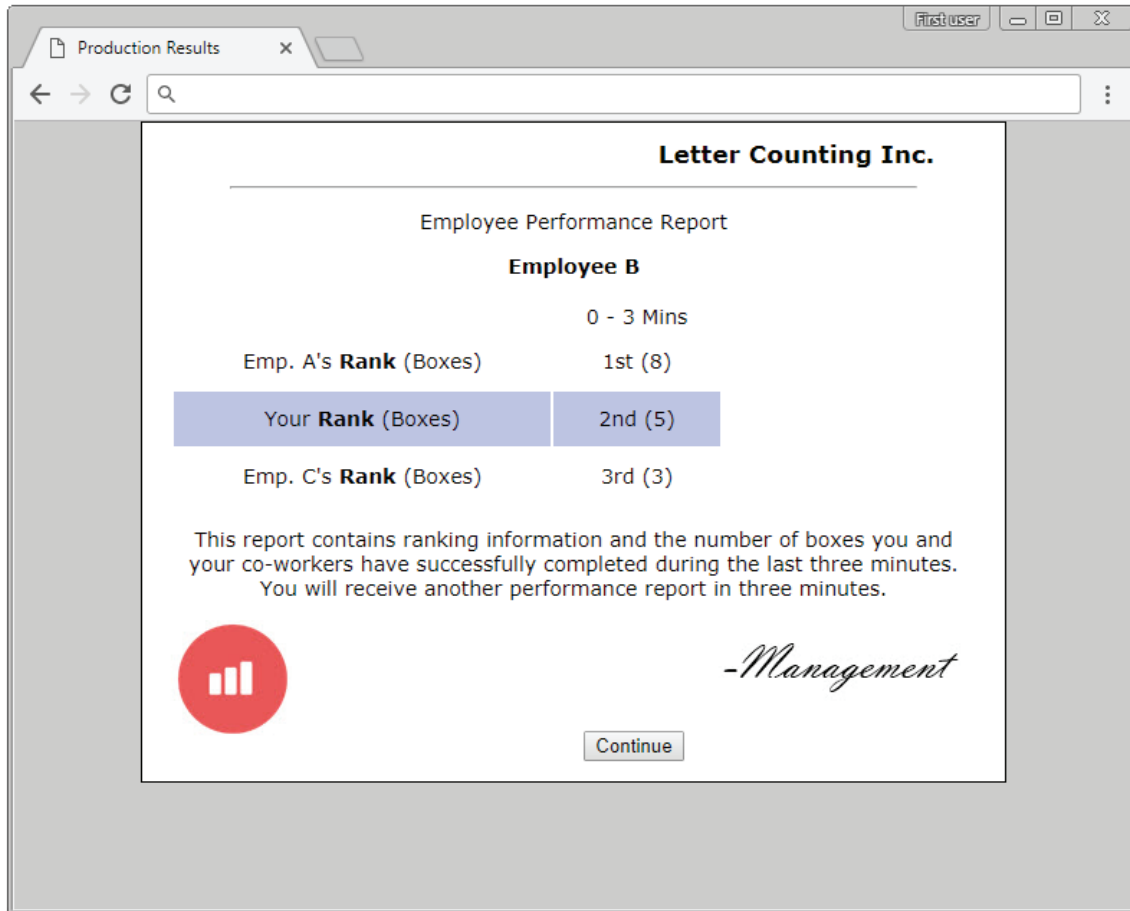 First user
Production Results
Letter Counting Inc.
Employee Performance Report
Employee B
0 - 3 Mins
Emp. A's Rank (Boxes) 1st (8)
Your Rank (Boxes) 2nd (5)
Emp. C's Rank (Boxes) 3rd (3)
This report contains ranking information and the number of boxes you and
your co-workers have successfully completed during the last three minutes.
You will receive another performance report in three minutes.
-Management
Continue